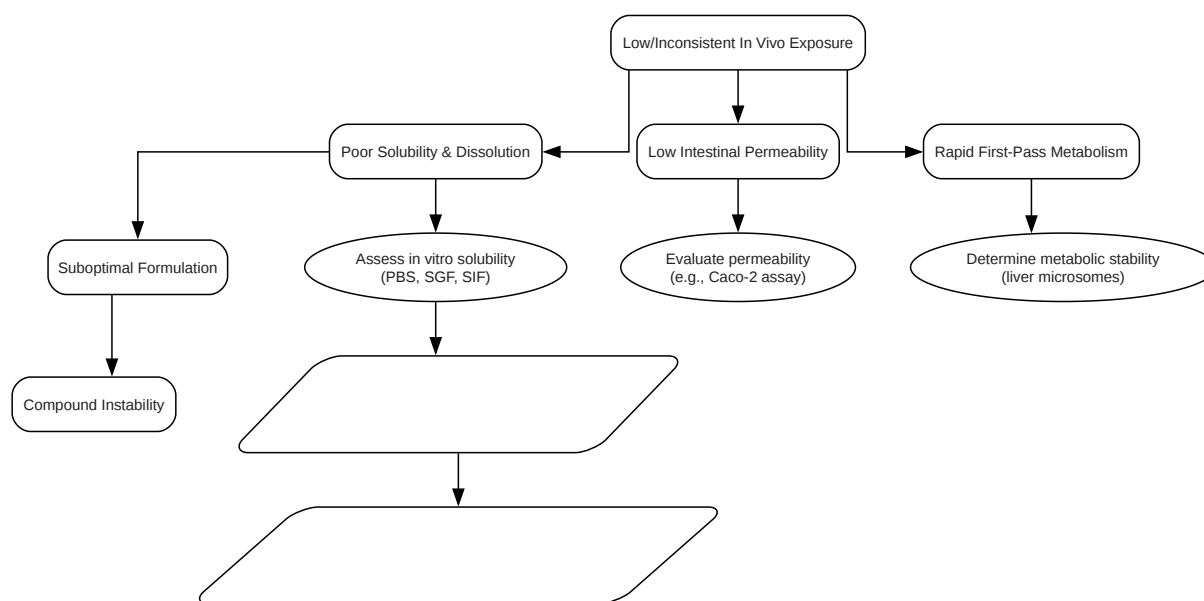 Low/Inconsistent In Vivo Exposure
Poor Solubility & Dissolution
Low Intestinal Permeability
Rapid First-Pass Metabolism
Suboptimal Formulation
Assess in vitro solubility
(PBS, SGF, SIF)
Evaluate permeability
(e.g., Caco-2 assay)
Determine metabolic stability
(liver microsomes)
Compound Instability